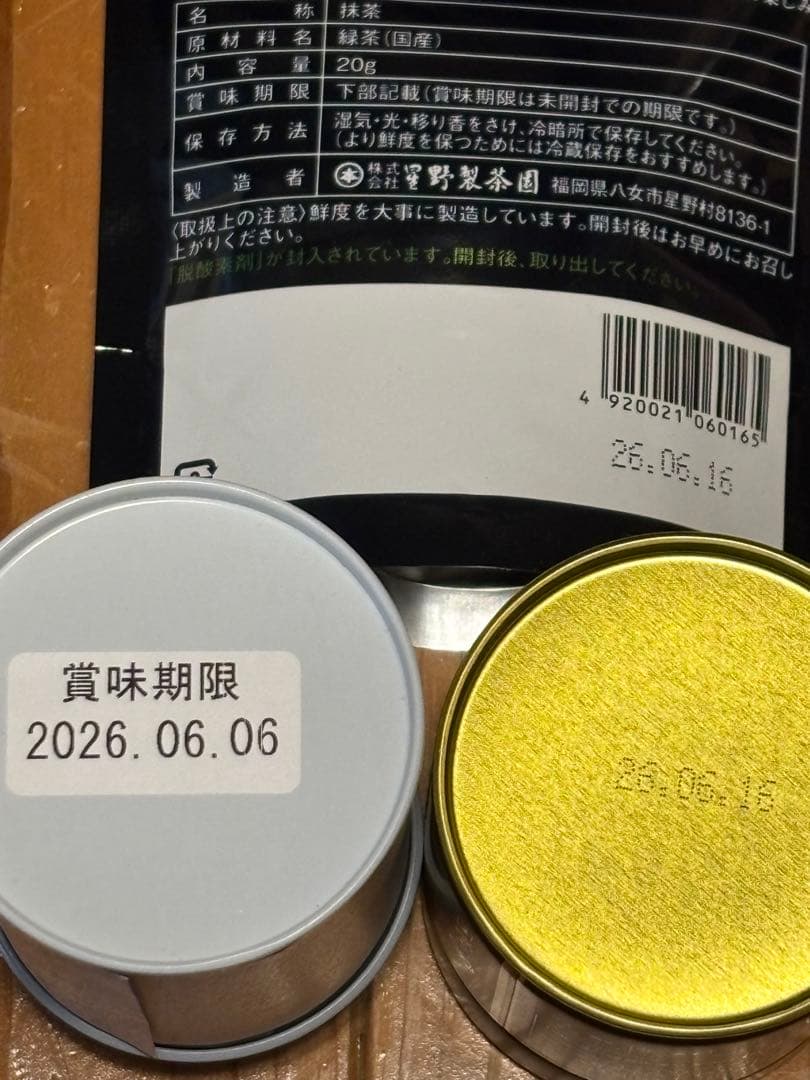 名称 抹茶
原材料名 緑茶(国産)
内容量 20g
賞味期限 下部記載(賞味期限は未開封での期限です。)
保存方法 湿気・光・移り香をさけ、冷暗所で保存してください。
(より鮮度を保つためには冷蔵保存をおすすめします。)
製造者 株式会社 星野製茶園 福岡県八女市星野村8136-1
〈取扱上の注意〉鮮度を大事に製造しています。開封後はお早めにお召し
上がりください。
「脱酸素剤」が封入されています。開封後、取り出してください。
4 920021 060165
26.06.16
賞味期限
2026.06.06
26.06.16